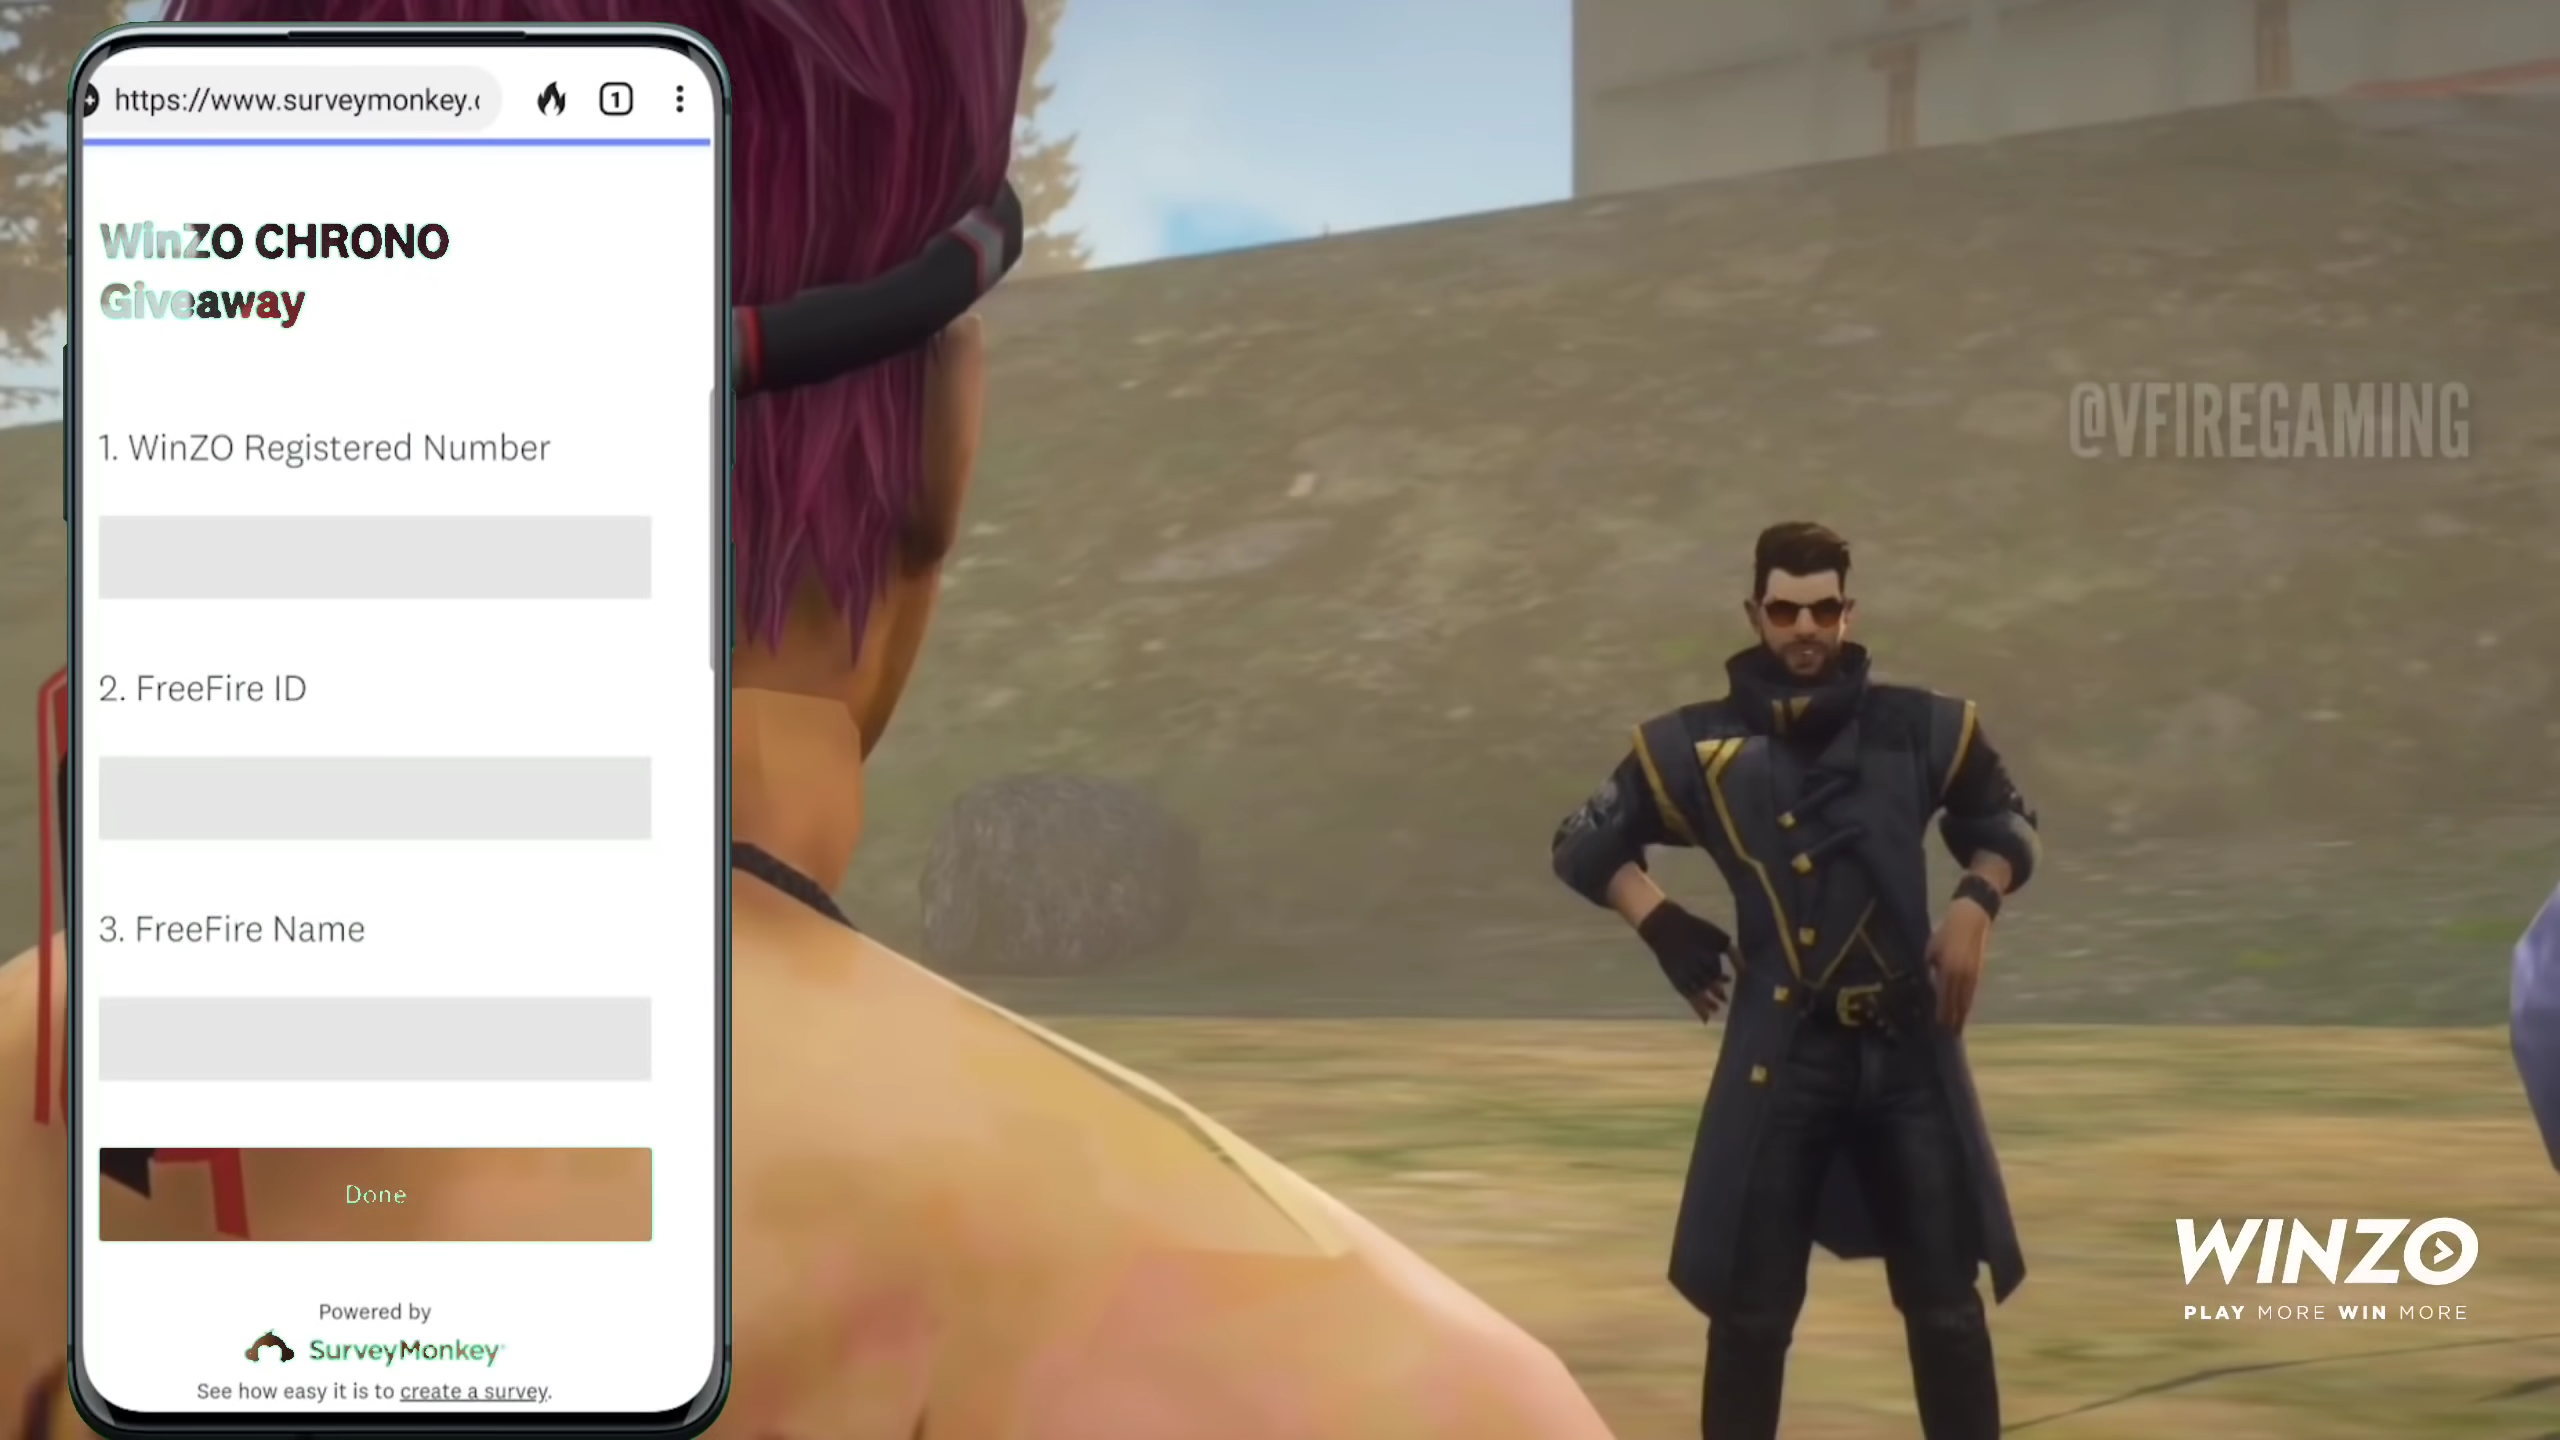 https://www.surveymonkey.c
1
WinZO CHRONO
Giveaway
1. WinZO Registered Number
2. FreeFire ID
3. FreeFire Name
Done
Powered by
SurveyMonkey
See how easy it is to create a survey.
@VFIREGAMING
WINZO
PLAY MORE WIN MORE